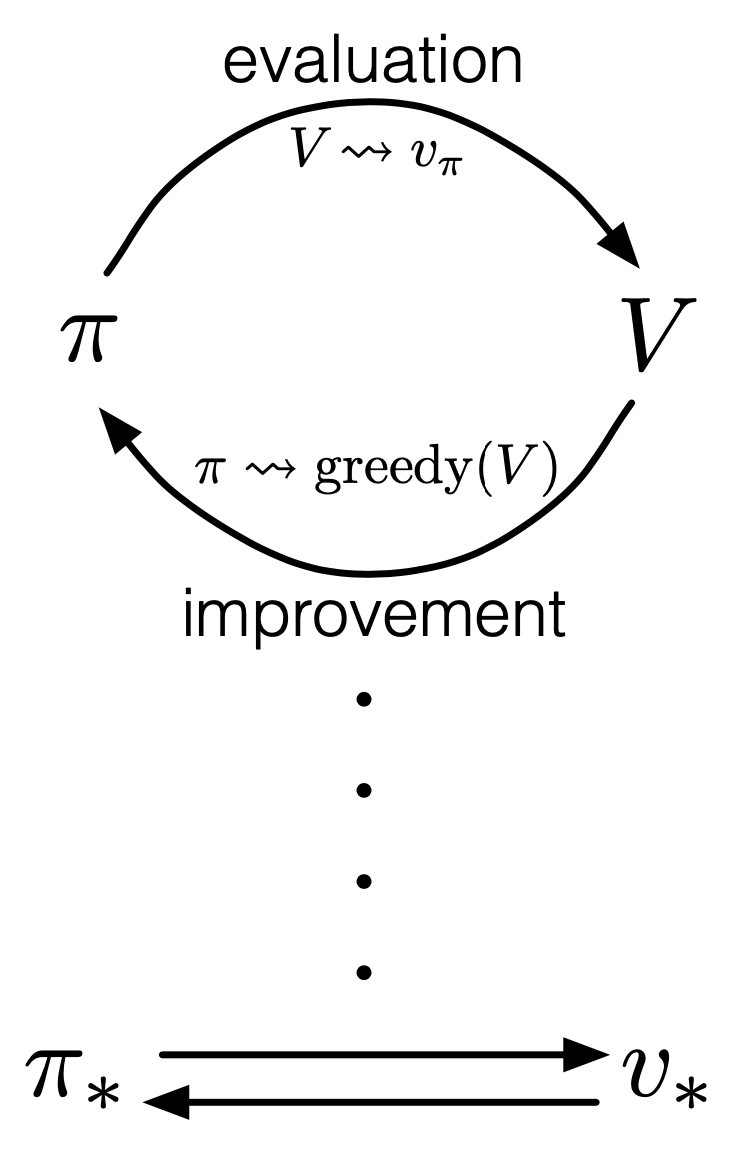 evaluation
V ⇝ v_π
π V
π ⇝ greedy(V)
improvement
π_* v_*